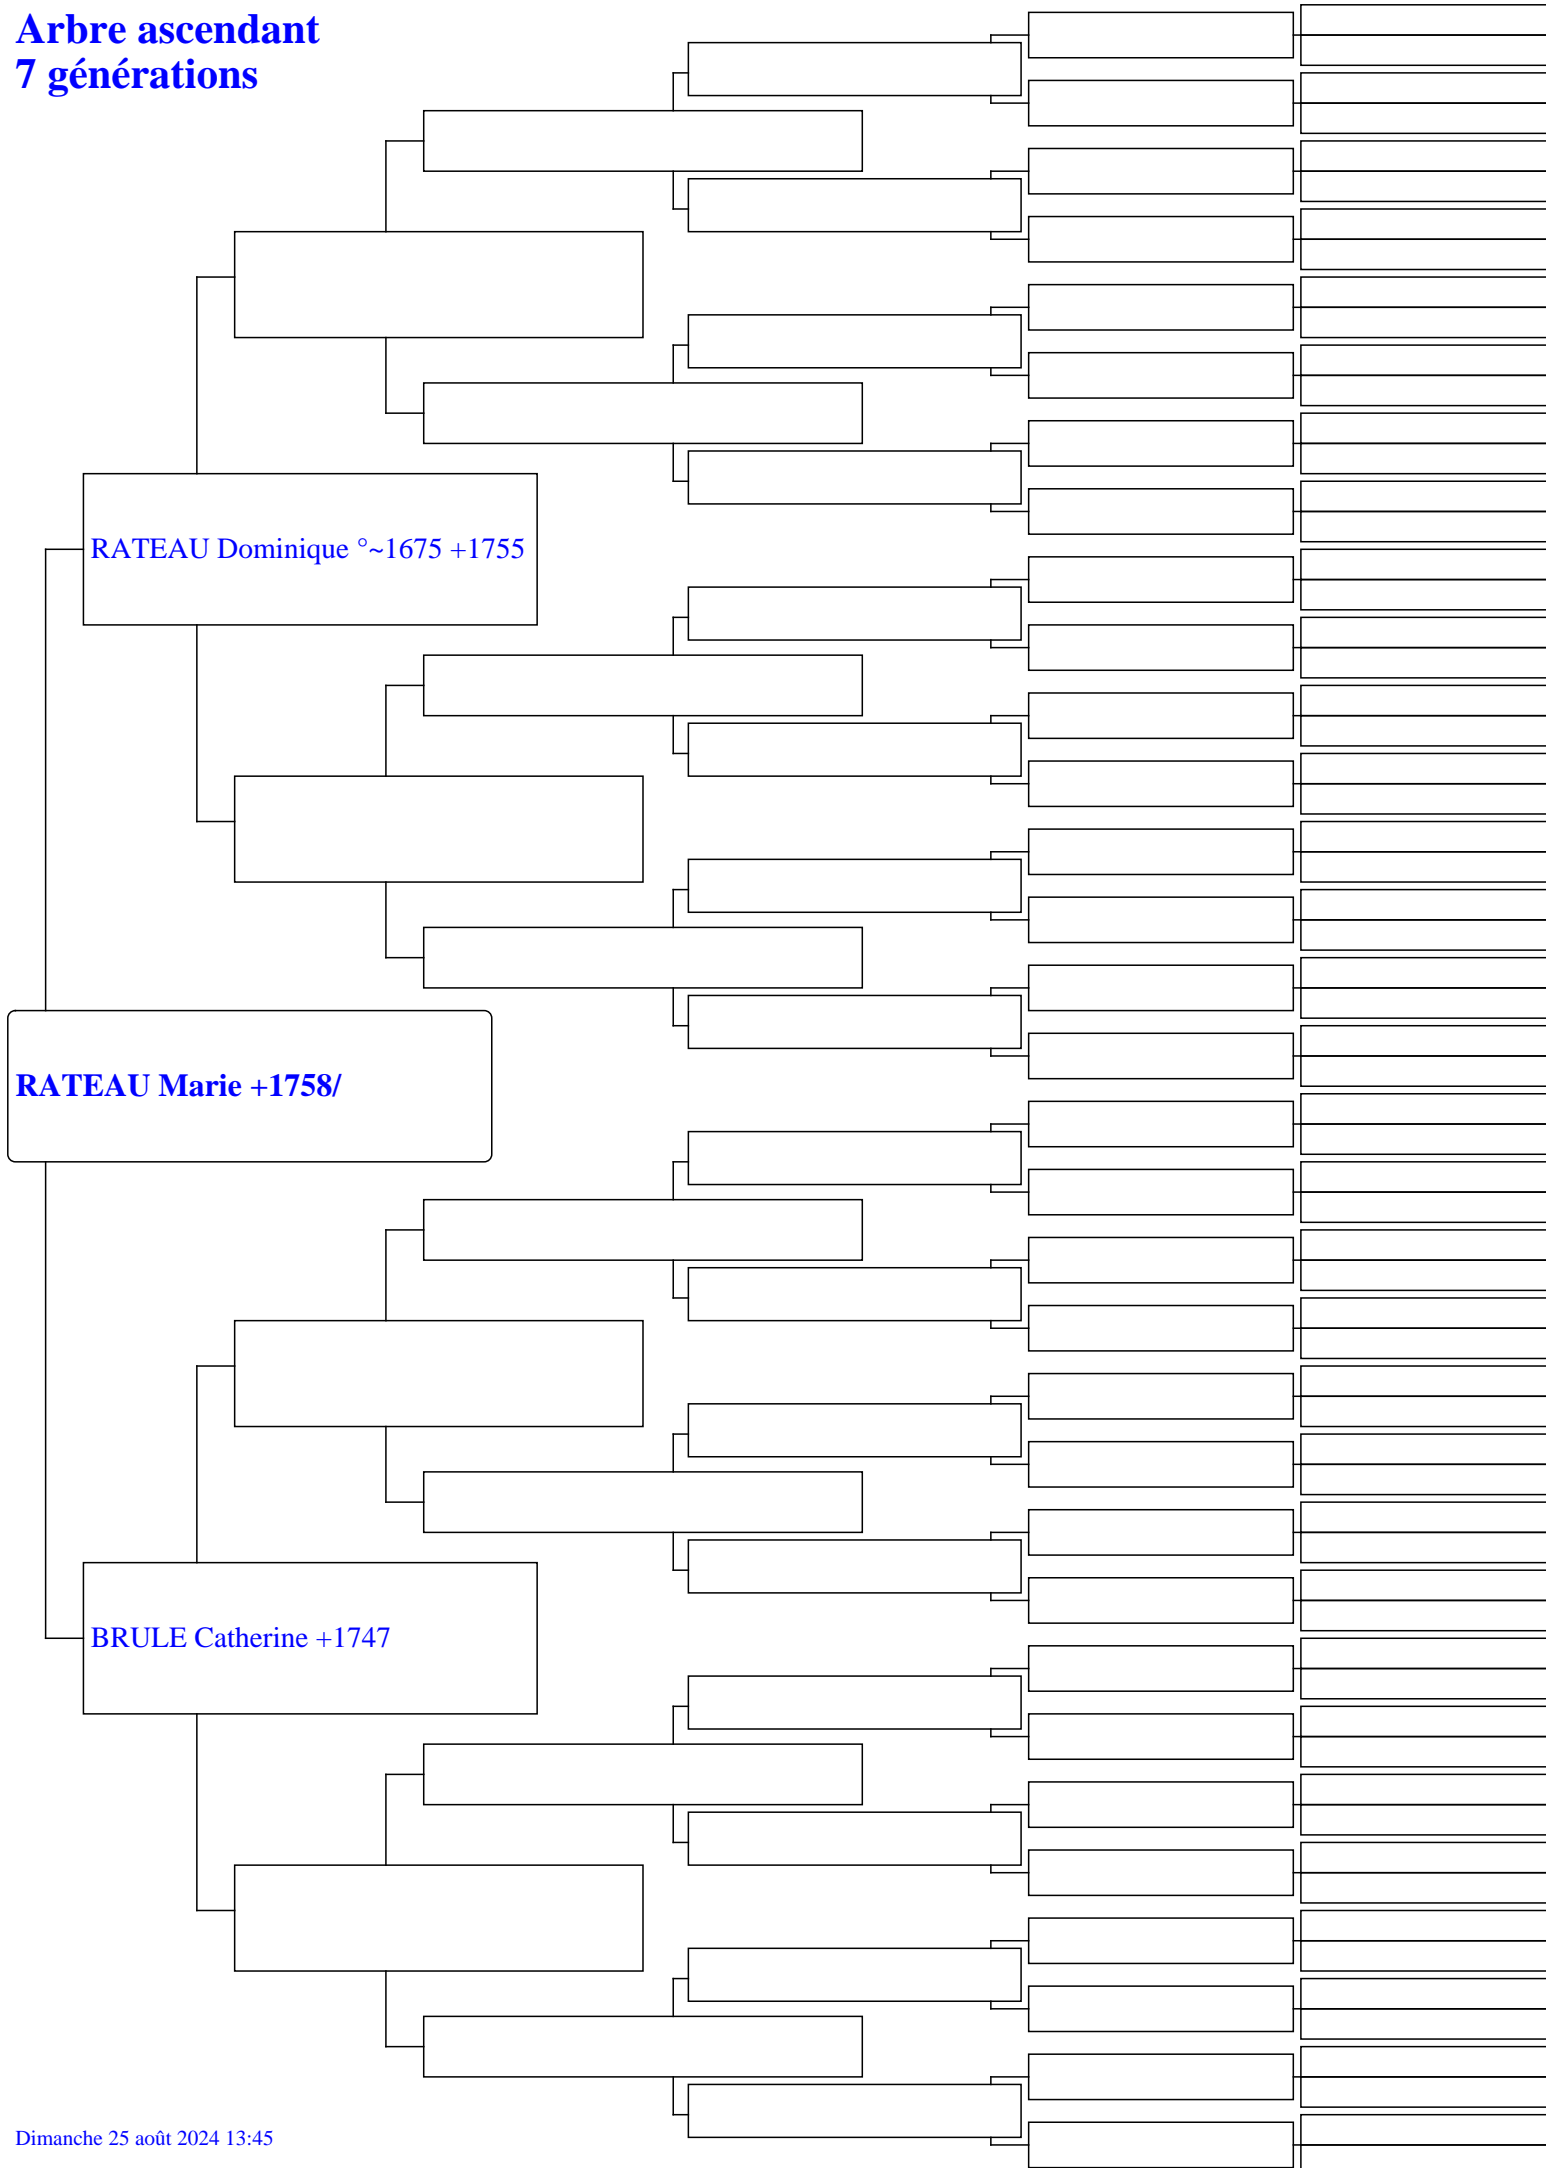 Arbre ascendant
7 générations
RATEAU Dominique °~1675 +1755
RATEAU Marie +1758/
BRULE Catherine +1747
Dimanche 25 août 2024 13:45